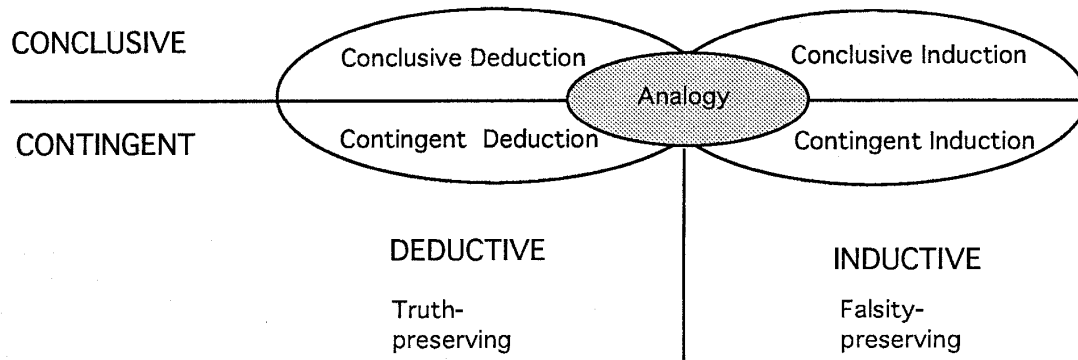 CONCLUSIVE
Conclusive Deduction
Conclusive Induction
Analogy
CONTINGENT
Contingent Deduction
Contingent Induction
DEDUCTIVE
INDUCTIVE
Truth-
preserving
Falsity-
preserving